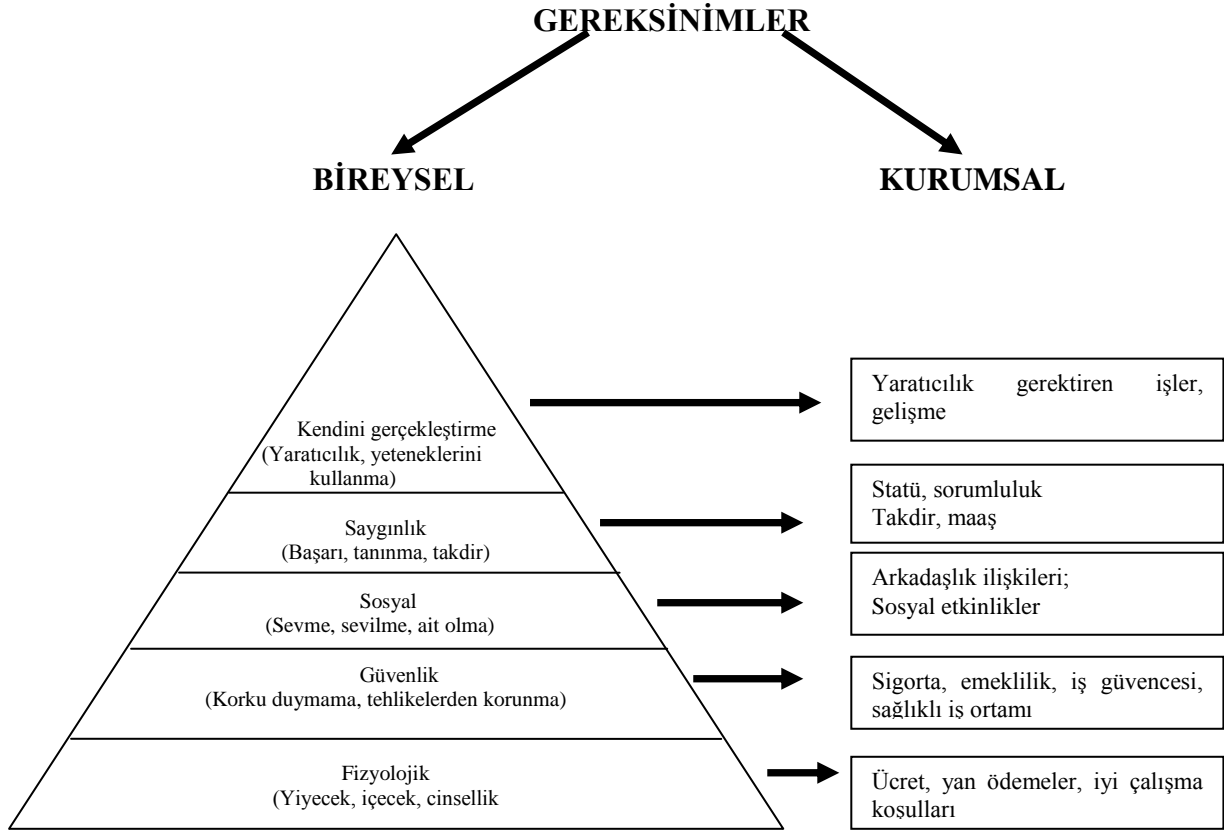 GEREKSİNİMLER
BİREYSEL
KURUMSAL
Kendini gerçekleştirme
(Yaratıcılık, yeteneklerini
kullanma)
Yaratıcılık gerektiren işler,
gelişme
Saygınlık
(Başarı, tanınma, takdir)
Statü, sorumluluk
Takdir, maaş
Sosyal
(Sevme, sevilme, ait olma)
Arkadaşlık ilişkileri;
Sosyal etkinlikler
Güvenlik
(Korku duymama, tehlikelerden korunma)
Sigorta, emeklilik, iş güvencesi,
sağlıklı iş ortamı
Fizyolojik
(Yiyecek, içecek, cinsellik
Ücret, yan ödemeler, iyi çalışma
koşulları